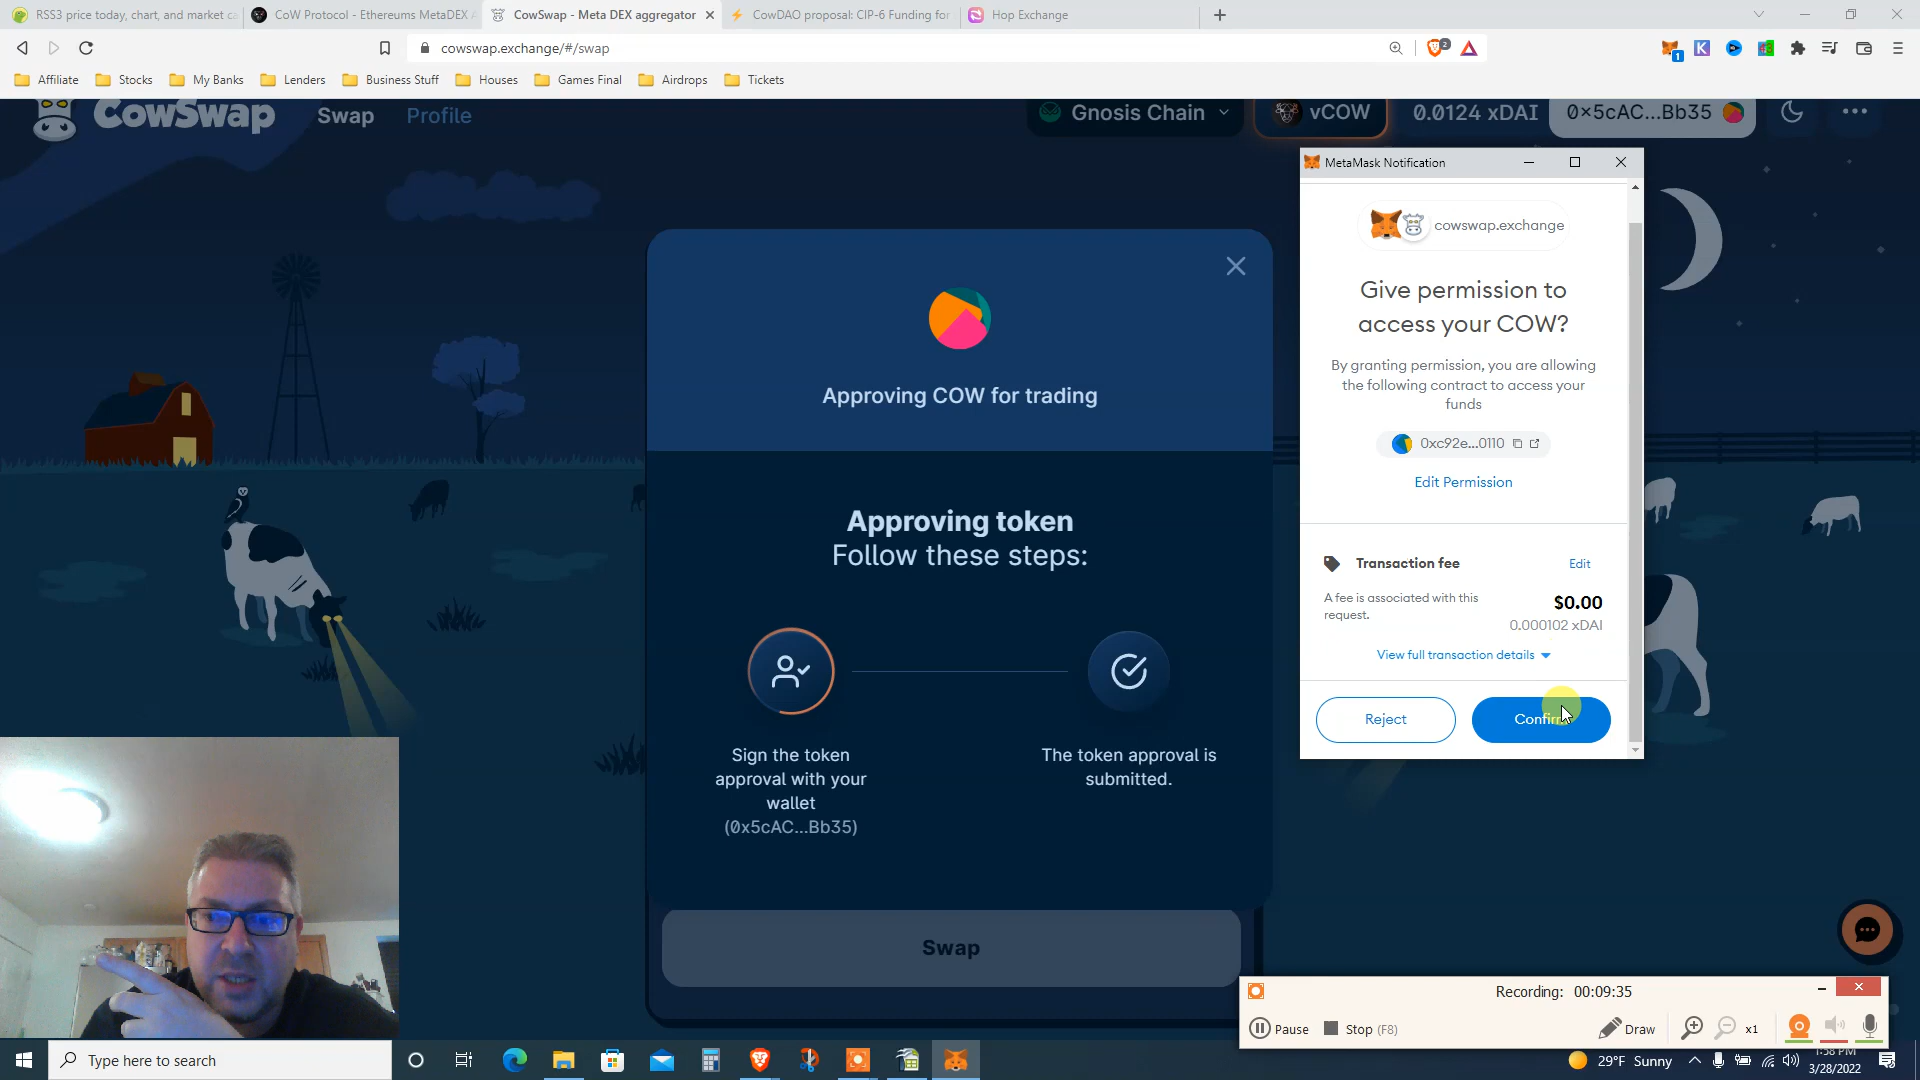 RSS3 price today, chart, and market ca
CoW Protocol - Ethereums MetaDEX A
CowSwap - Meta DEX aggregator
CowDAO proposal: CIP-6 Funding for
Hop Exchange
cowswap.exchange/#/swap
2
1
K
Affiliate
Stocks
My Banks
Lenders
Business Stuff
Houses
Games Final
Airdrops
Tickets
CowSwap
Swap
Profile
Gnosis Chain
vCOW
0.0124 xDAI
0×5cAC...Bb35
MetaMask Notification
cowswap.exchange
Give permission to
access your COW?
By granting permission, you are allowing
the following contract to access your
funds
0xc92e...0110
Edit Permission
Transaction fee
Edit
A fee is associated with this
request.
$0.00
0.000102 xDAI
View full transaction details
Reject
Confirm
Approving COW for trading
Approving token
Follow these steps:
Sign the token
approval with your
wallet
(0x5cAC...Bb35)
The token approval is
submitted.
Swap
Recording: 00:09:35
Pause
Stop (F8)
Draw
x1
Type here to search
29°F Sunny
1:58 PM
3/28/2022